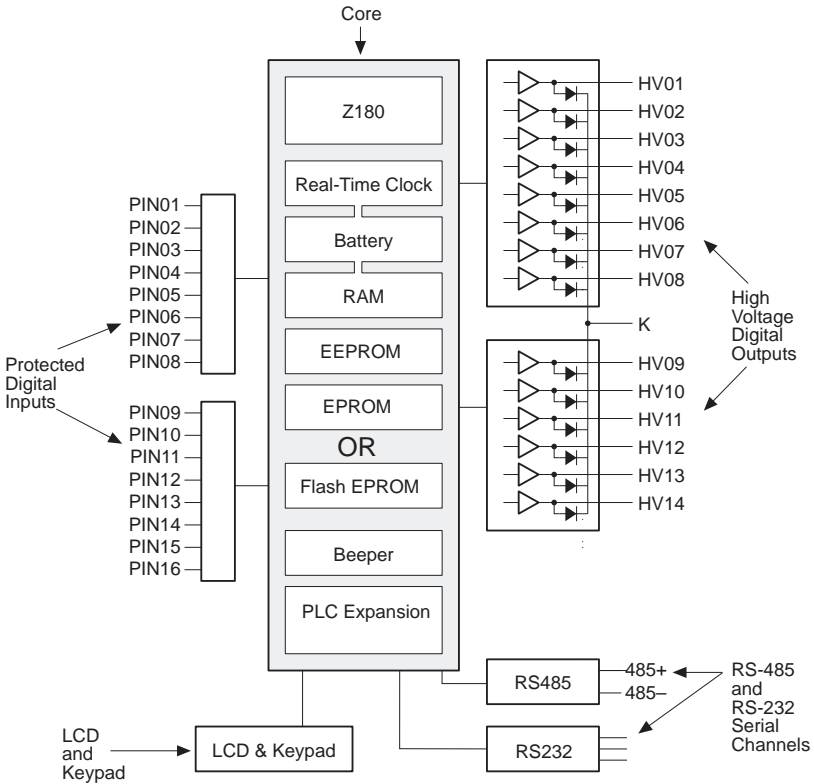 Core
Z180
Real-Time Clock
Battery
RAM
EEPROM
EPROM
OR
Flash EPROM
Beeper
PLC Expansion
PIN01
PIN02
PIN03
PIN04
PIN05
PIN06
PIN07
PIN08
Protected
Digital
Inputs
PIN09
PIN10
PIN11
PIN12
PIN13
PIN14
PIN15
PIN16
HV01
HV02
HV03
HV04
HV05
HV06
HV07
HV08
K
High
Voltage
Digital
Outputs
HV09
HV10
HV11
HV12
HV13
HV14
RS485
485+
485–
RS-485
and
RS-232
Serial
Channels
RS232
LCD
and
Keypad
LCD & Keypad